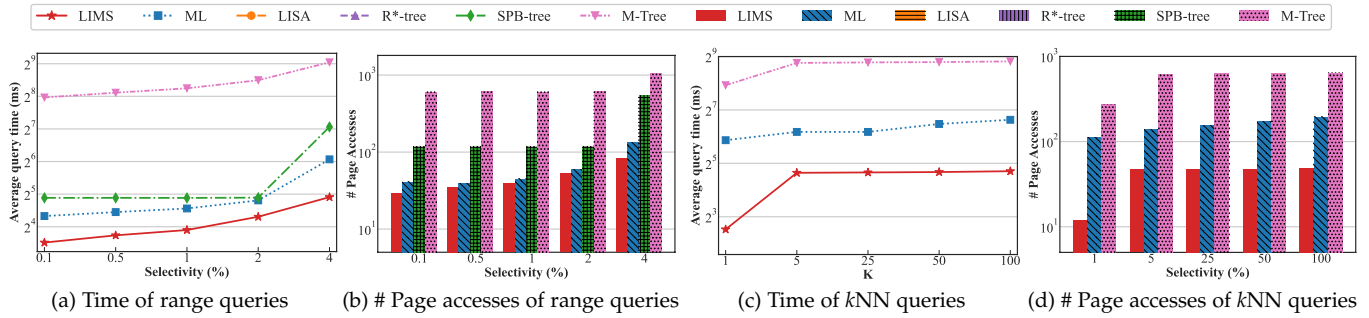 LIMS ML LISA R*-tree SPB-tree M-Tree LIMS ML LISA R*-tree SPB-tree M-Tree
Average query time (ms)
2^9
2^8
2^7
2^6
2^5
2^4
0.1 0.5 1 2 4
Selectivity (%)
(a) Time of range queries
# Page Accesses
10^3
10^2
10^1
0.1 0.5 1 2 4
Selectivity (%)
(b) # Page accesses of range queries
Average query time (ms)
2^9
2^7
2^5
2^3
1 5 25 50 100
K
(c) Time of kNN queries
# Page Accesses
10^3
10^2
10^1
1 5 25 50 100
Selectivity (%)
(d) # Page accesses of kNN queries